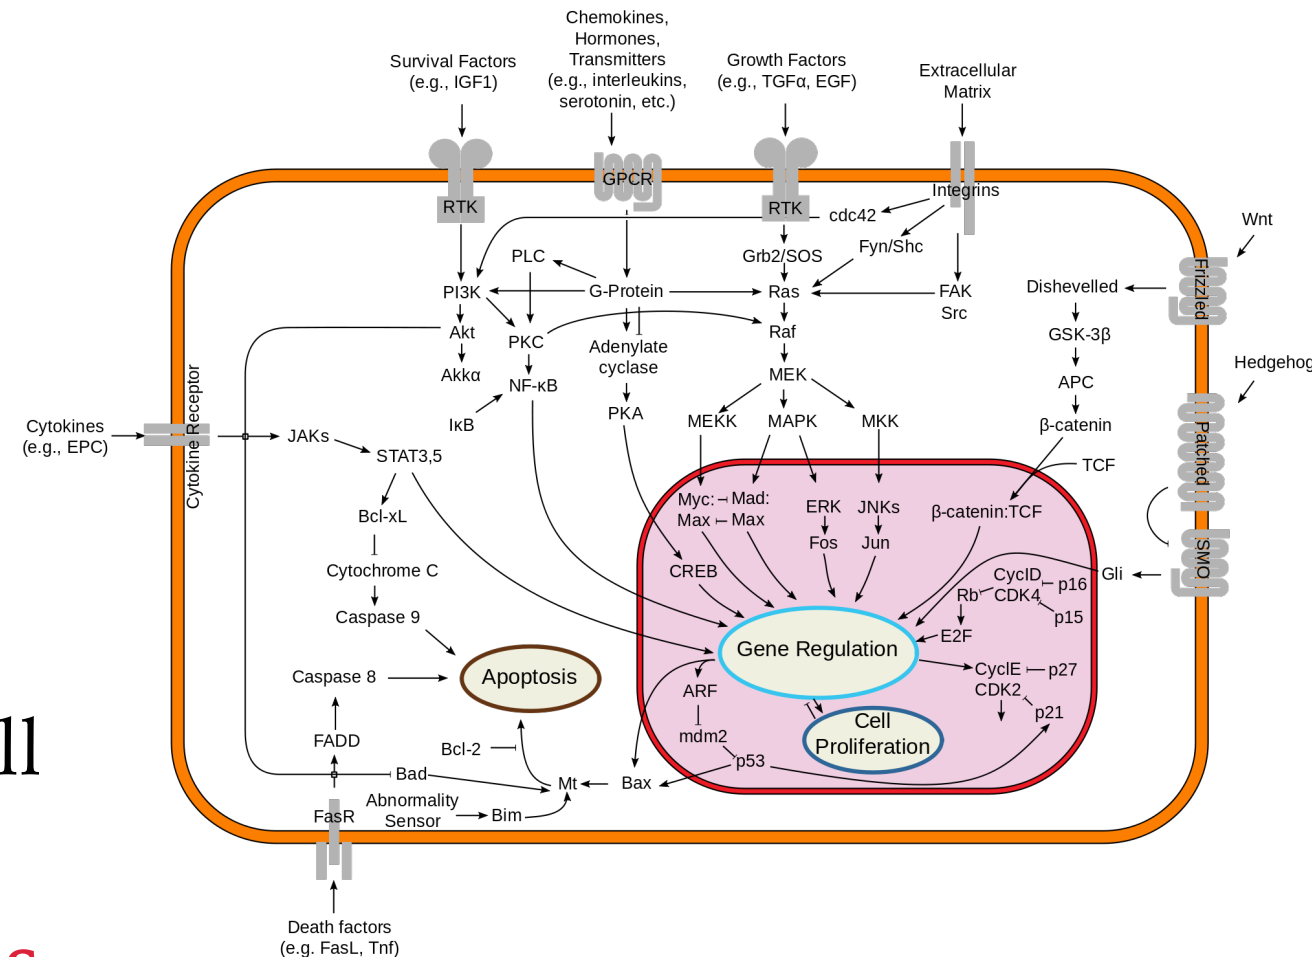 Chemokines,
Hormones,
Transmitters
(e.g., interleukins,
serotonin, etc.)
Survival Factors
(e.g., IGF1)
Growth Factors
(e.g., TGFα, EGF)
Extracellular
Matrix
GPCR
Integrins
RTK
RTK
cdc42
Wnt
Fyn/Shc
PLC
Grb2/SOS
Frizzled
Dishevelled
PI3K
G-Protein
Ras
FAK
Src
Akt
PKC
Raf
GSK-3β
Adenylate
cyclase
Hedgehog
Akkα
NF-κB
MEK
APC
PKA
IκB
MEKK
MAPK
MKK
β-catenin
Cytokines
(e.g., EPC)
Cytokine Receptor
JAKs
STAT3,5
TCF
Patched
Myc:
Mad:
Max
Max
ERK
JNKs
β-catenin:TCF
Bcl-xL
Fos
Jun
SMO
Cytochrome C
CREB
Gli
CyclD
p16
Rb
CDK4
p15
Caspase 9
E2F
Gene Regulation
Apoptosis
Caspase 8
CyclE
p27
CDK2
ARF
p21
Cell
Proliferation
mdm2
ll
FADD
Bcl-2
p53
Bad
Mt
Bax
Abnormality
Sensor
Bim
FasR
Death factors
(e.g. FasL, Tnf)
s